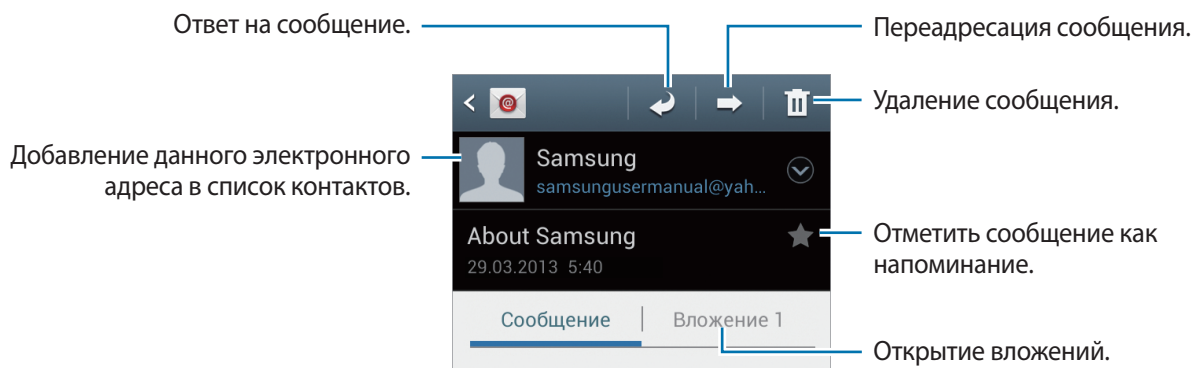 Ответ на сообщение.
Переадресация сообщения.
Удаление сообщения.
Добавление данного электронного
адреса в список контактов.
Samsung
samsungusermanual@yah...
About Samsung
29.03.2013 5:40
Отметить сообщение как
напоминание.
Сообщение
Вложение 1
Открытие вложений.